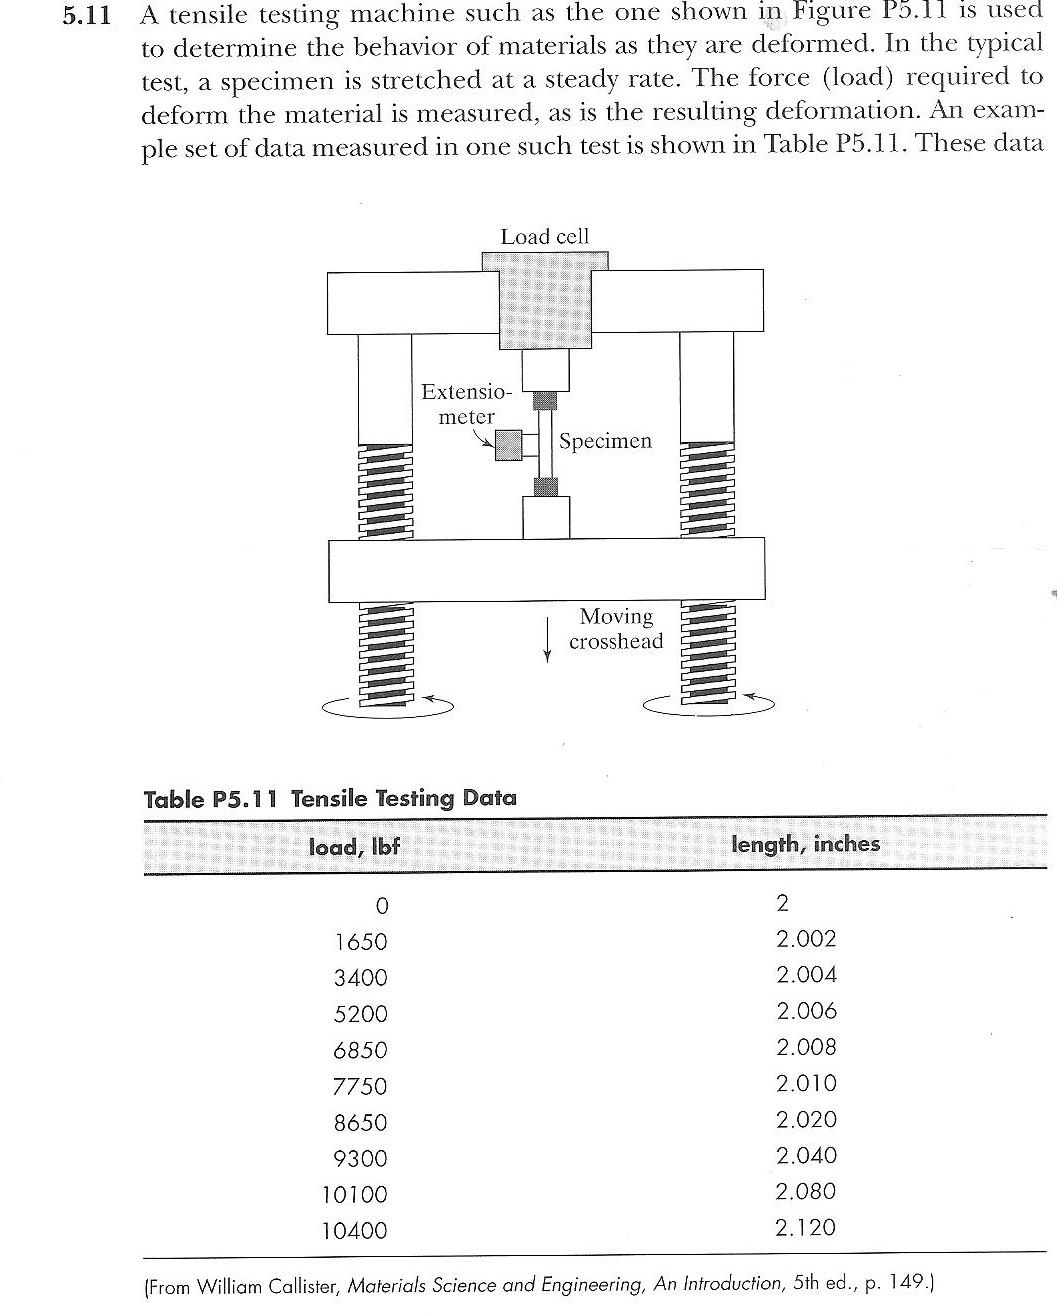 5.11 A tensile testing machine such as the one shown in Figure P5.11 is used
to determine the behavior of materials as they are deformed. In the typical
test, a specimen is stretched at a steady rate. The force (load) required to
deform the material is measured, as is the resulting deformation. An exam-
ple set of data measured in one such test is shown in Table P5.11. These data
Load cell
Extensio-
meter
Specimen
Moving
crosshead
Table P5.11 Tensile Testing Data
load, lbf length, inches
0 2
1650 2.002
3400 2.004
5200 2.006
6850 2.008
7750 2.010
8650 2.020
9300 2.040
10100 2.080
10400 2.120
(From William Callister, Materials Science and Engineering, An Introduction, 5th ed., p. 149.)